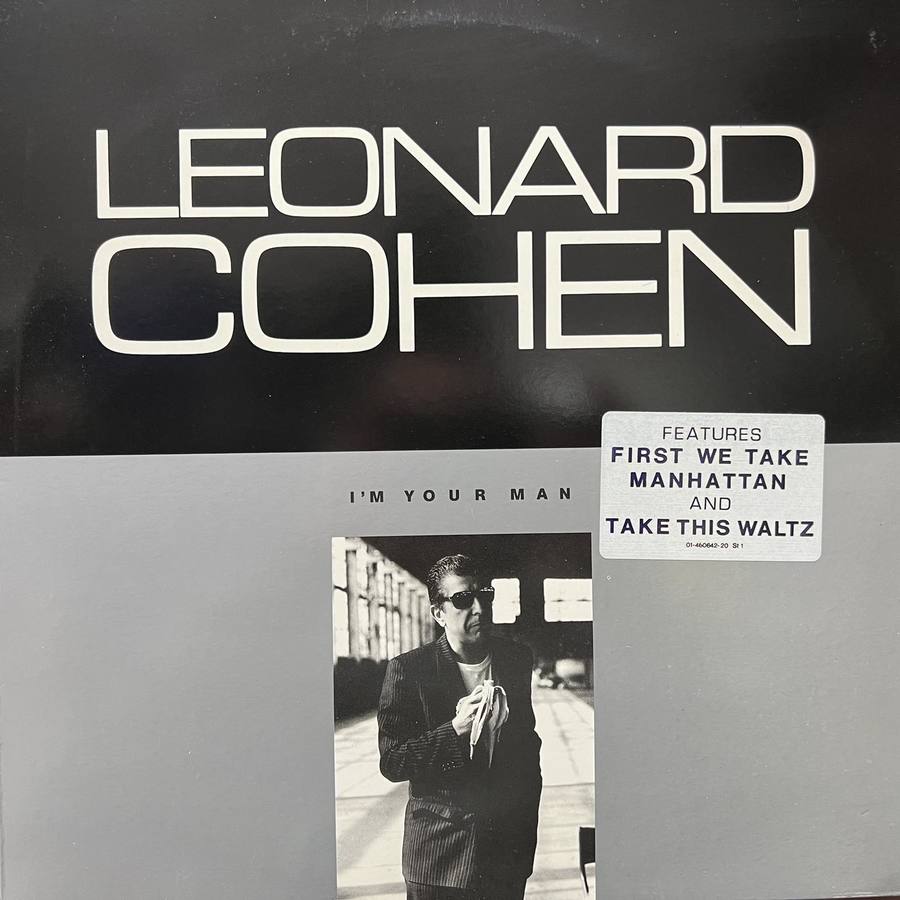 LEONARD
COHEN
I'M YOUR MAN
FEATURES
FIRST WE TAKE
MANHATTAN
AND
TAKE THIS WALTZ
01-460642-20 St 1